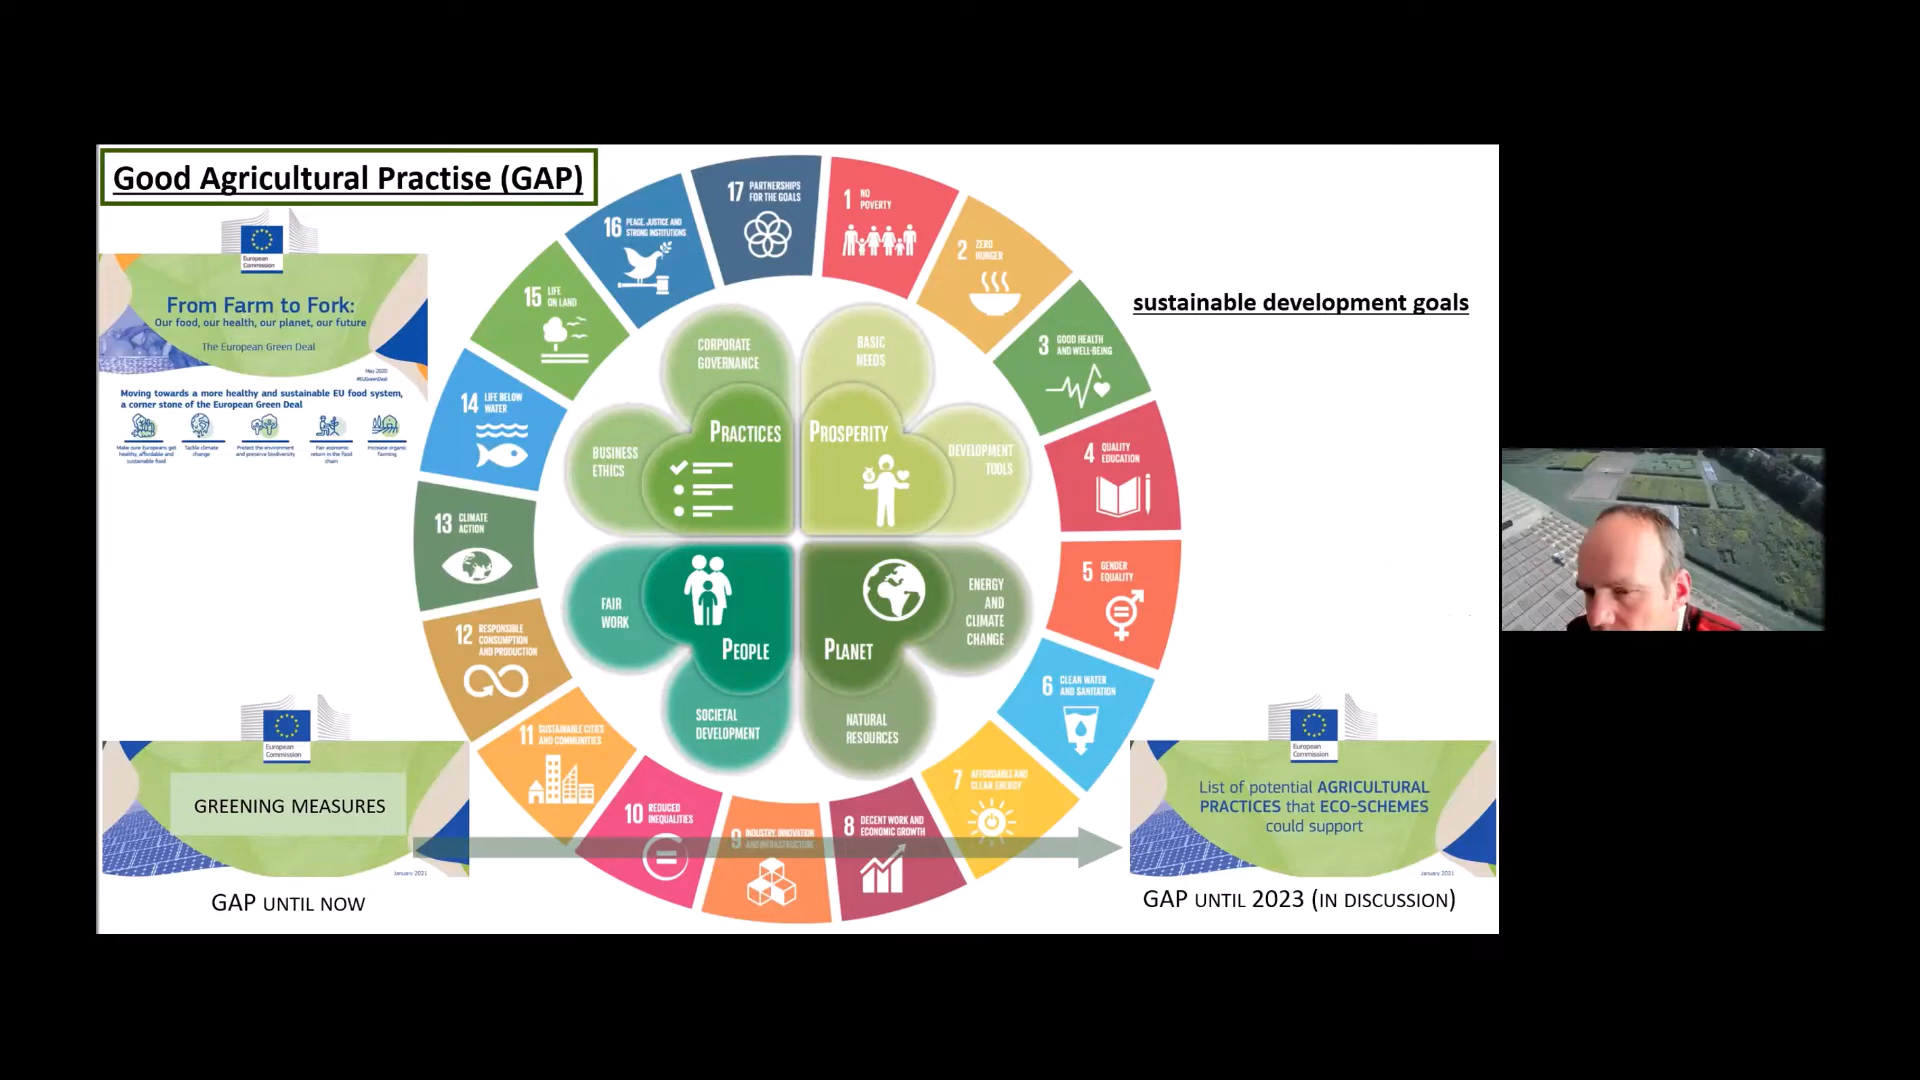 Good Agricultural Practise (GAP)
European
Commission
From Farm to Fork:
Our food, our health, our planet, our future
The European Green Deal
May 2020
#EUGreenDeal
Moving towards a more healthy and sustainable EU food system,
a corner stone of the European Green Deal
Make sure Europeans get
healthy, affordable and
sustainable food
Tackle climate
change
Protect the environment
and preserve biodiversity
Fair economic
return in the food
chain
Increase organic
farming
sustainable development goals
1 NO
POVERTY
2 ZERO
HUNGER
3 GOOD HEALTH
AND WELL-BEING
4 QUALITY
EDUCATION
5 GENDER
EQUALITY
6 CLEAN WATER
AND SANITATION
7 AFFORDABLE AND
CLEAN ENERGY
8 DECENT WORK AND
ECONOMIC GROWTH
9 INDUSTRY, INNOVATION
AND INFRASTRUCTURE
10 REDUCED
INEQUALITIES
11 SUSTAINABLE CITIES
AND COMMUNITIES
12 RESPONSIBLE
CONSUMPTION
AND PRODUCTION
13 CLIMATE
ACTION
14 LIFE BELOW
WATER
15 LIFE
ON LAND
16 PEACE, JUSTICE AND
STRONG INSTITUTIONS
17 PARTNERSHIPS
FOR THE GOALS
CORPORATE
GOVERNANCE
BUSINESS
ETHICS
PRACTICES
BASIC
NEEDS
DEVELOPMENT
TOOLS
PROSPERITY
FAIR
WORK
SOCIETAL
DEVELOPMENT
PEOPLE
ENERGY
AND
CLIMATE
CHANGE
NATURAL
RESOURCES
PLANET
European
Commission
GREENING MEASURES
January 2021
GAP UNTIL NOW
European
Commission
List of potential AGRICULTURAL
PRACTICES that ECO-SCHEMES
could support
January 2021
GAP UNTIL 2023 (IN DISCUSSION)